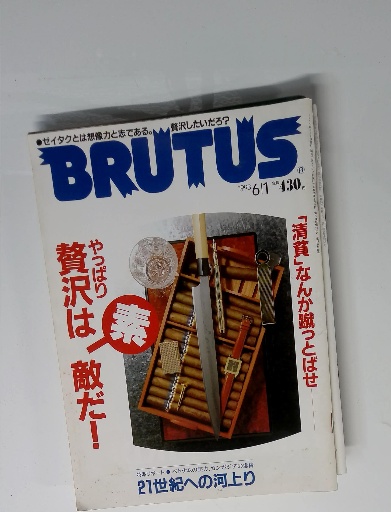 ●ゼイタクとは想像力と志である。贅沢したいだろ?
BRUTUS
1993 6/1 430
「清貧」なんか蹴っとばせ
やっぱり
贅沢は
素
敵だ!
21世紀への河上り